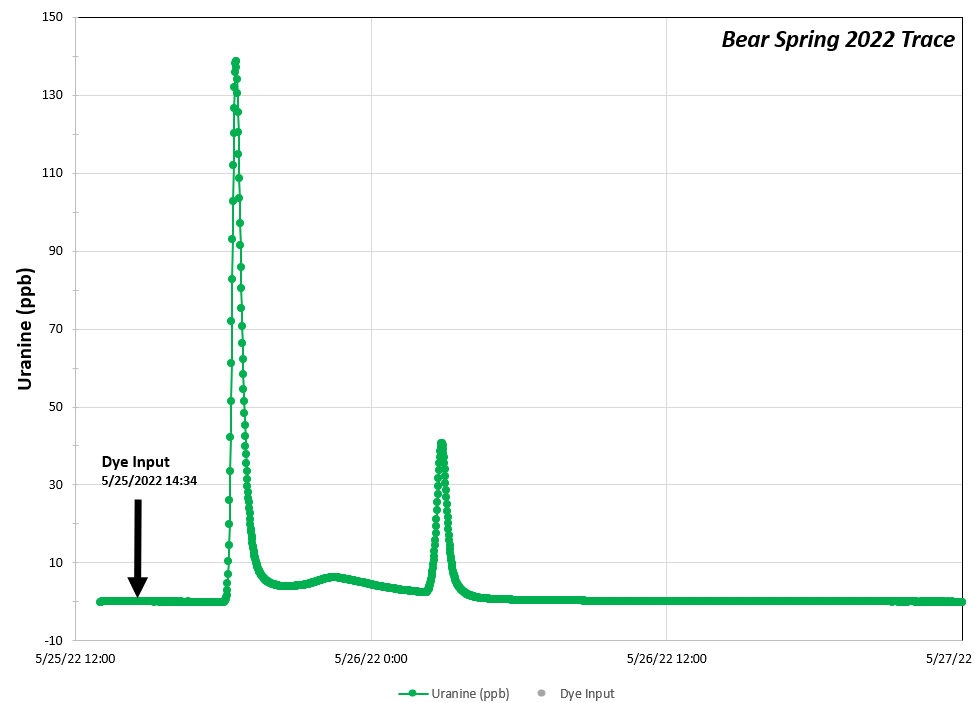 Bear Spring 2022 Trace
150
130
110
90
70
50
30
10
-10
Uranine (ppb)
Dye Input
5/25/2022 14:34
5/25/22 12:00
5/26/22 0:00
5/26/22 12:00
5/27/22
Uranine (ppb)
Dye Input